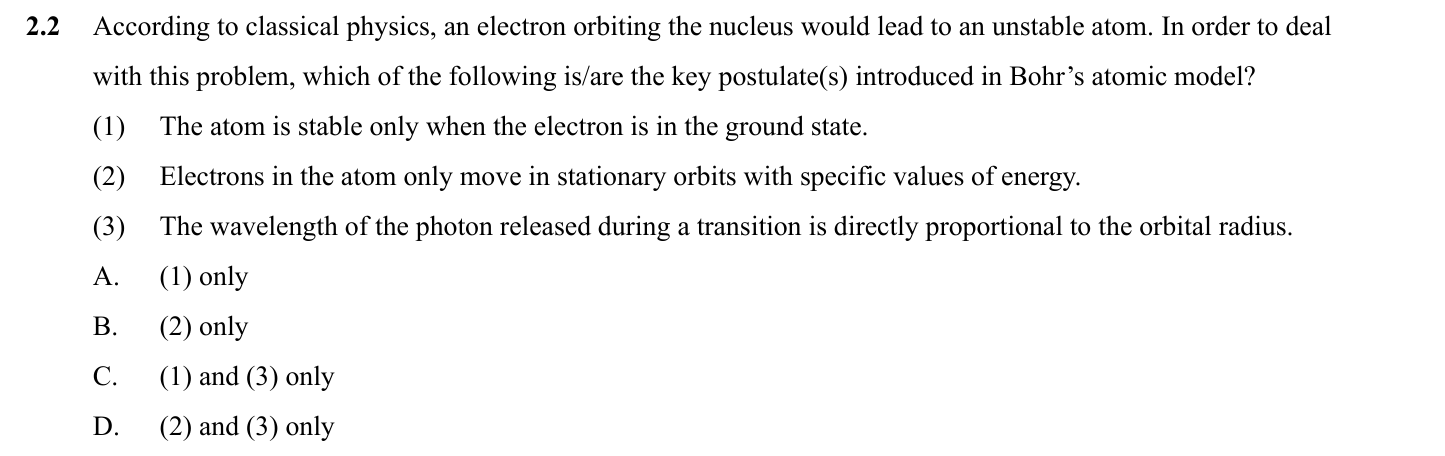 2.2 According to classical physics, an electron orbiting the nucleus would lead to an unstable atom. In order to deal
with this problem, which of the following is/are the key postulate(s) introduced in Bohr’s atomic model?
(1) The atom is stable only when the electron is in the ground state.
(2) Electrons in the atom only move in stationary orbits with specific values of energy.
(3) The wavelength of the photon released during a transition is directly proportional to the orbital radius.
A. (1) only
B. (2) only
C. (1) and (3) only
D. (2) and (3) only